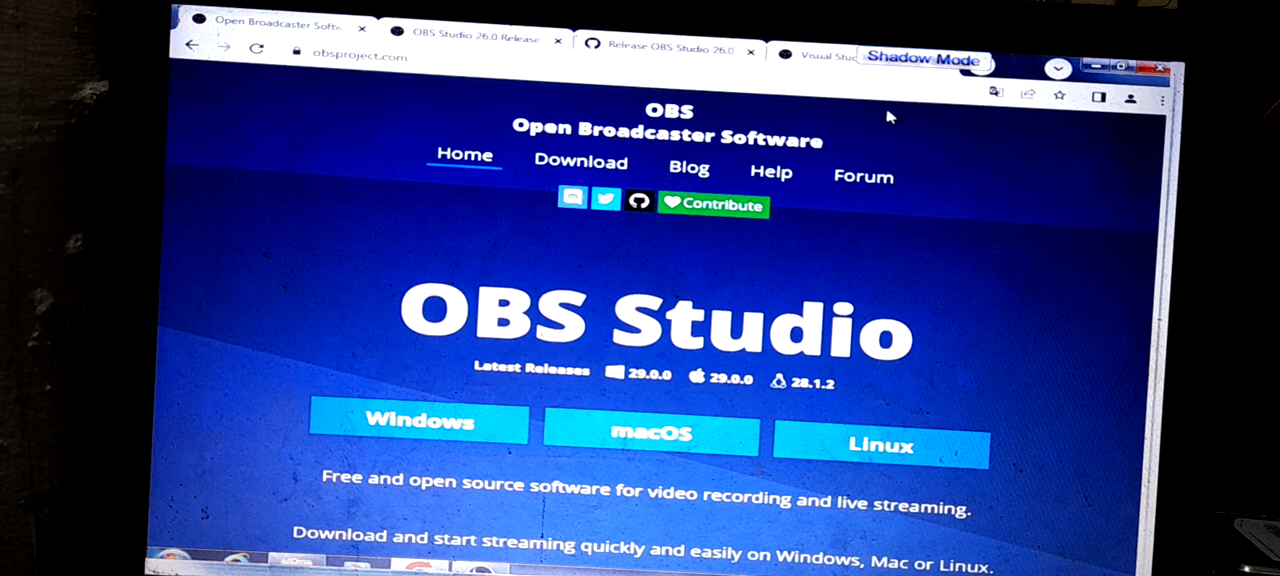 Open Broadcaster Softw
OBS Studio 26.0 Release
Release OBS Studio 26.0
Visual Stuc
Shadow Mode
obsproject.com
OBS
Open Broadcaster Software
Home Download Blog Help Forum
Contribute
OBS Studio
Latest Releases 29.0.0 29.0.0 28.1.2
Windows macOS Linux
Free and open source software for video recording and live streaming.
Download and start streaming quickly and easily on Windows, Mac or Linux.